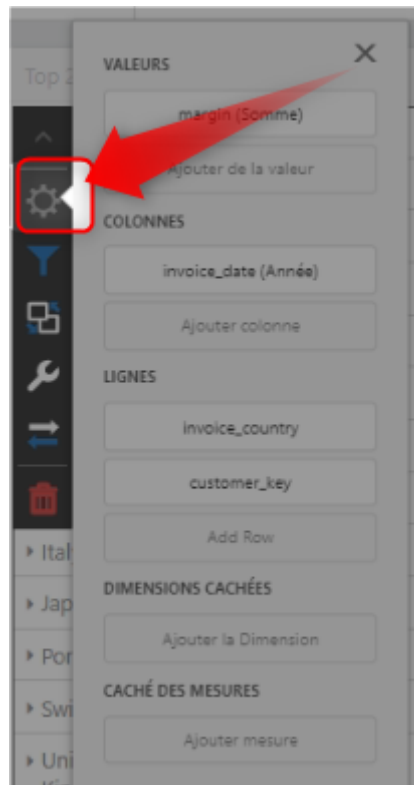 Top 2
VALEURS
margin (Somme)
Ajouter de la valeur
COLONNES
invoice_date (Année)
Ajouter colonne
LIGNES
invoice_country
customer_key
Add Row
DIMENSIONS CACHÉES
Ajouter la Dimension
CACHÉ DES MESURES
Ajouter mesure
Ital
Jap
Por
Swi
Uni